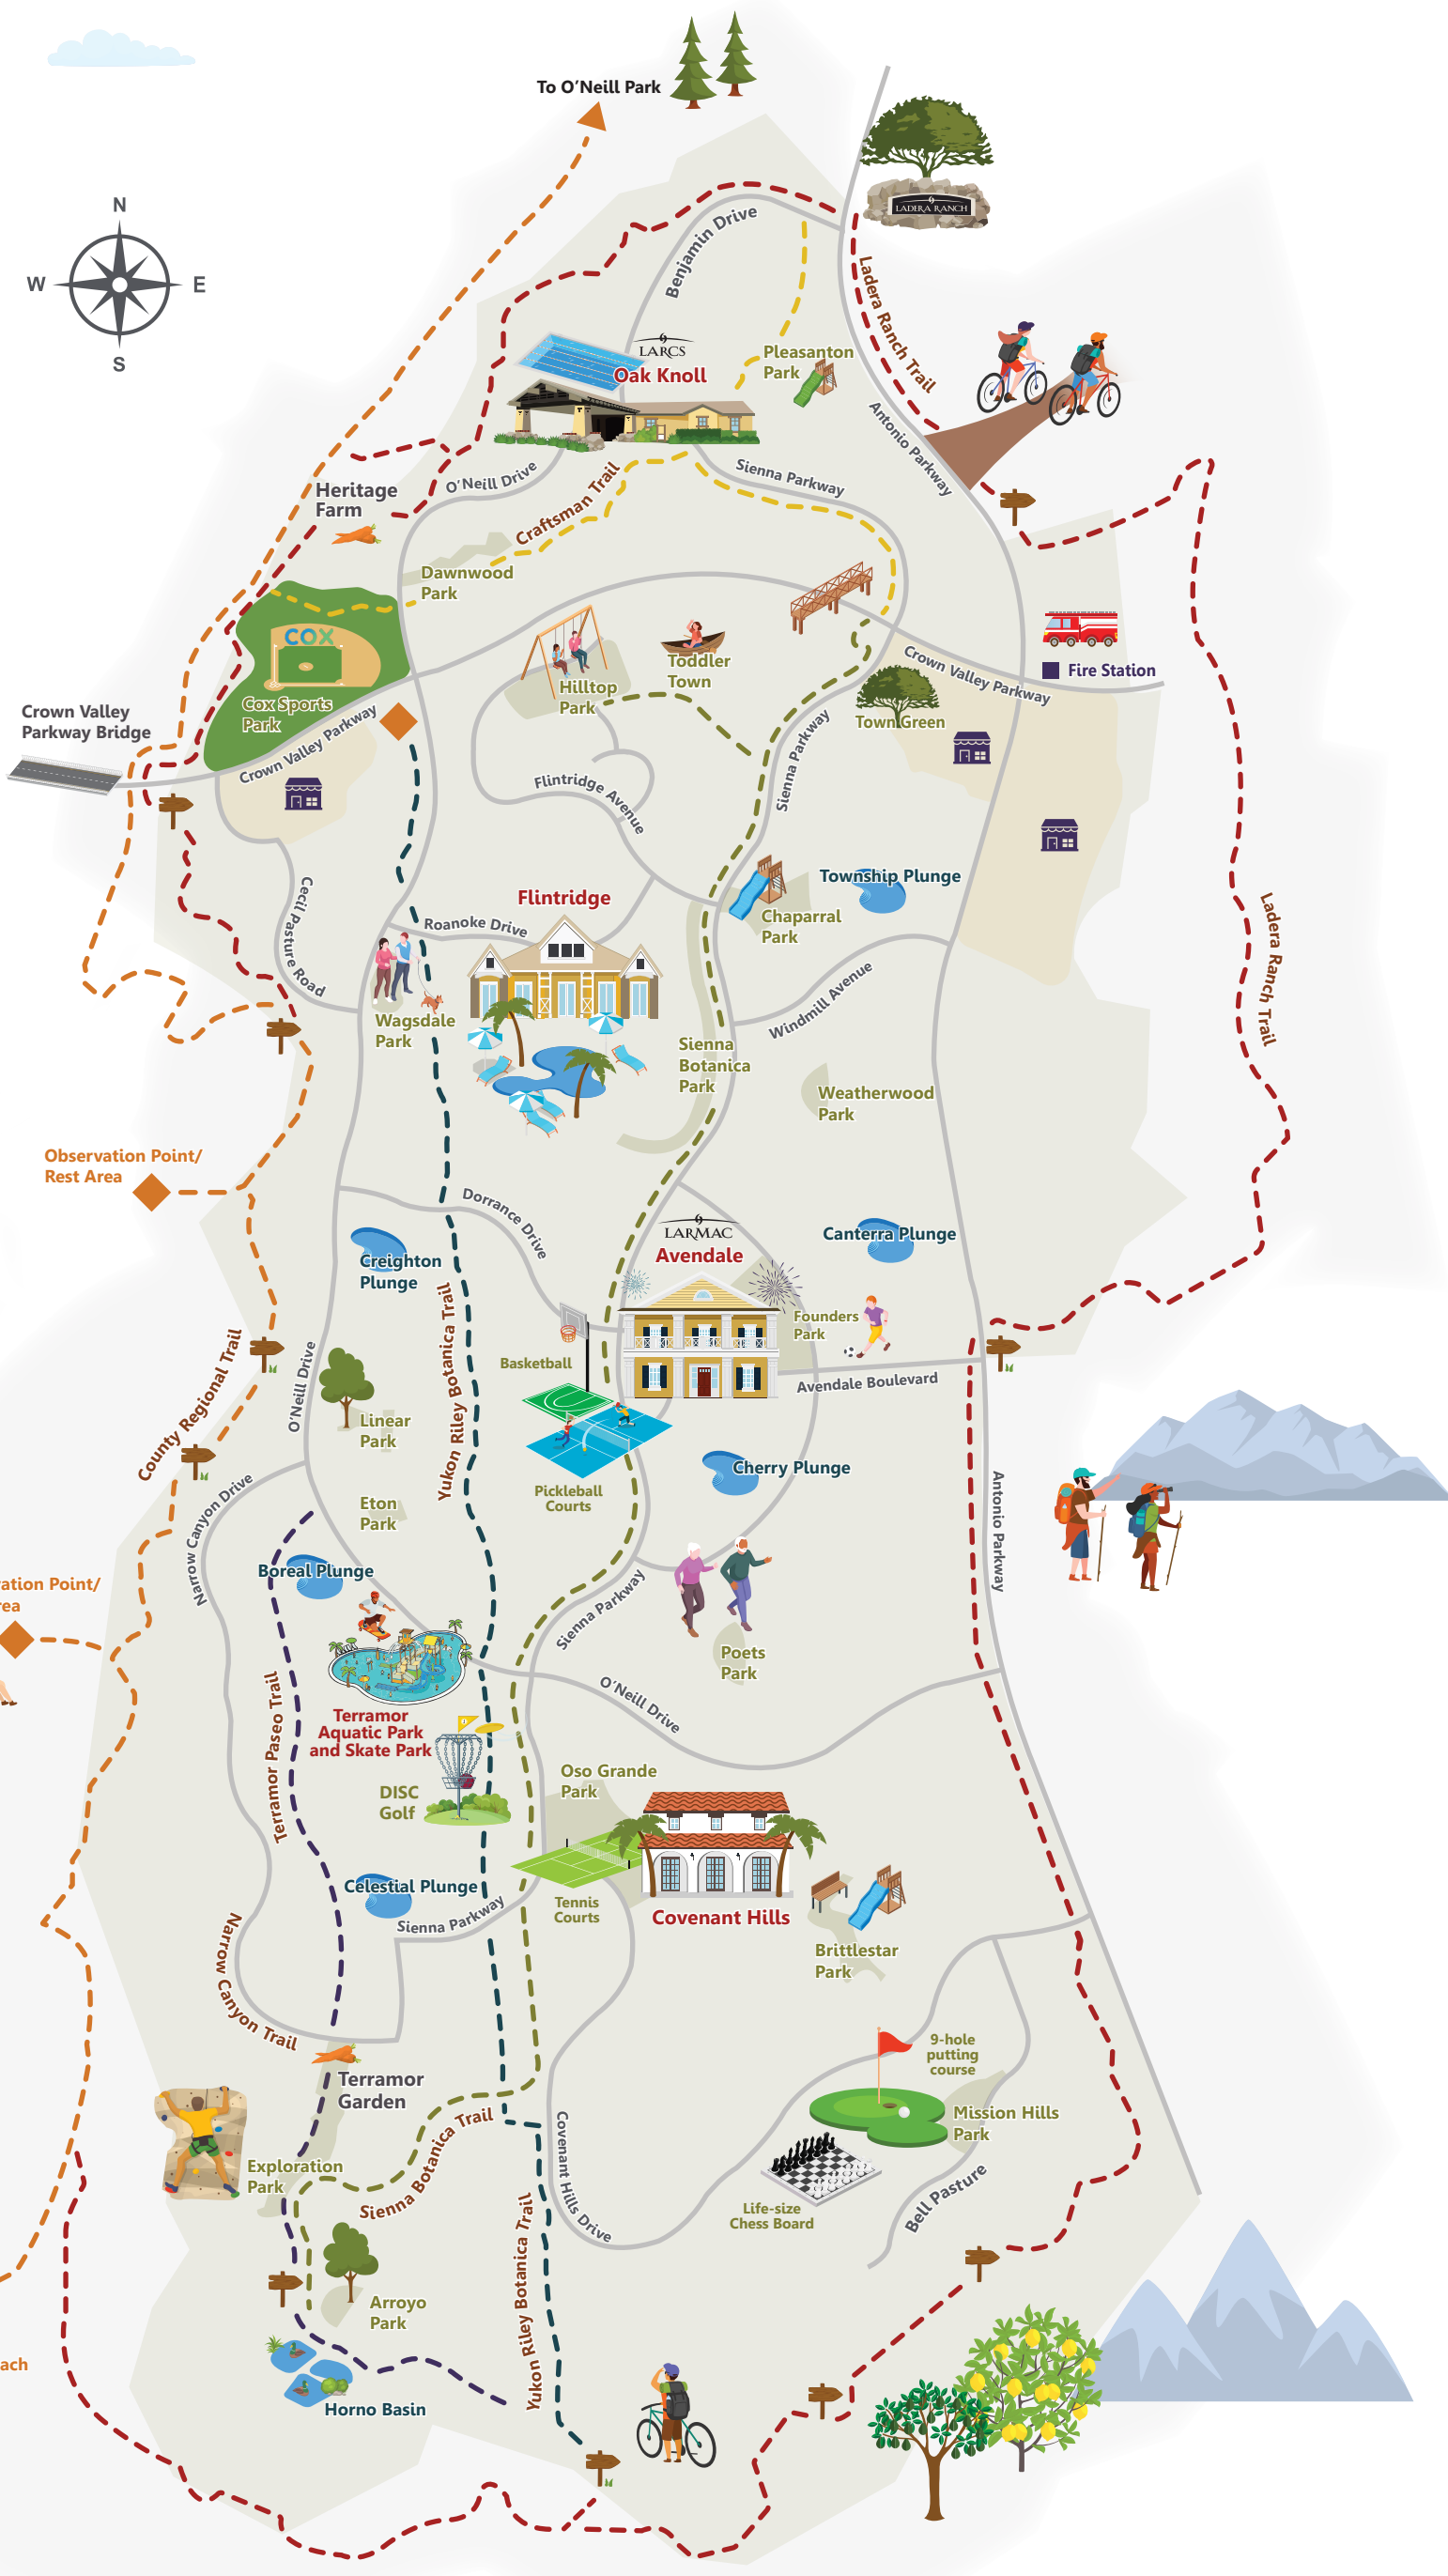 To O'Neill Park
N
W
E
S
LADERA RANCH
Benjamin Drive
Ladera Ranch Trail
LARCS
Oak Knoll
Pleasanton
Park
Antonio Parkway
O'Neill Drive
Craftsman Trail
Sienna Parkway
Heritage
Farm
Dawnwood
Park
COX
Cox Sports
Park
Crown Valley
Parkway Bridge
Crown Valley Parkway
Hilltop
Park
Toddler
Town
Crown Valley Parkway
Fire Station
Town Green
Sienna Parkway
Flintridge Avenue
Cecil Pasture Road
Flintridge
Roanoke Drive
Township Plunge
Chaparral
Park
Ladera Ranch Trail
Windmill Avenue
Wagsdale
Park
Sienna
Botanica
Park
Weatherwood
Park
Observation Point/
Rest Area
Dorrance Drive
LARMAC
Avendale
Canterra Plunge
Creighton
Plunge
Yukon Riley Botanica Trail
Founders
Park
County Regional Trail
O'Neill Drive
Basketball
Avendale Boulevard
Linear
Park
Cherry Plunge
Antonio Parkway
Pickleball
Courts
Narrow Canyon Drive
Eton
Park
Boreal Plunge
ation Point/
ea
Sienna Parkway
Poets
Park
O'Neill Drive
Terramor Paseo Trail
Terramor
Aquatic Park
and Skate Park
DISC
Golf
Oso Grande
Park
Celestial Plunge
Sienna Parkway
Tennis
Courts
Covenant Hills
Brittlestar
Park
Narrow Canyon Trail
Terramor
Garden
9-hole
putting
course
Mission Hills
Park
Exploration
Park
Sienna Botanica Trail
Covenant Hills Drive
Life-size
Chess Board
Bell Pasture
Yukon Riley Botanica Trail
Arroyo
Park
ach
Horno Basin